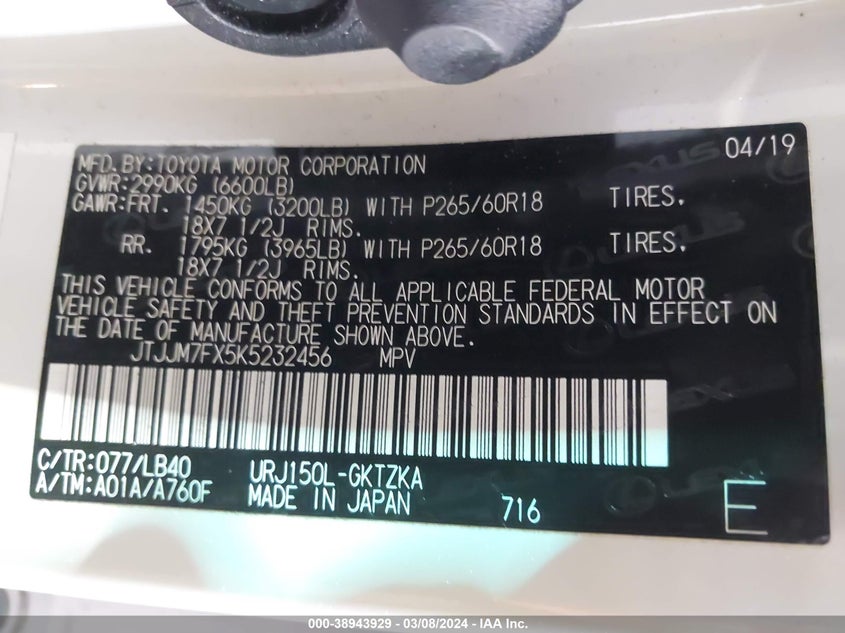 MFD.BY:TOYOTA MOTOR CORPORATION 04/19
GVWR:2990KG (6600LB)
GAWR:FRT. 1450KG (3200LB) WITH P265/60R18 TIRES.
18X7 1/2J RIMS.
RR. 1795KG (3965LB) WITH P265/60R18 TIRES.
18X7 1/2J RIMS.
THIS VEHICLE CONFORMS TO ALL APPLICABLE FEDERAL MOTOR
VEHICLE SAFETY AND THEFT PREVENTION STANDARDS IN EFFECT ON
THE DATE OF MANUFACTURE SHOWN ABOVE.
JTJJM7FX5K5232456 MPV
C/TR:077/LB40 URJ150L-GKTZKA
A/TM:A01A/A760F MADE IN JAPAN 716 E
000-38943929 — 03/08/2024 — IAA Inc.